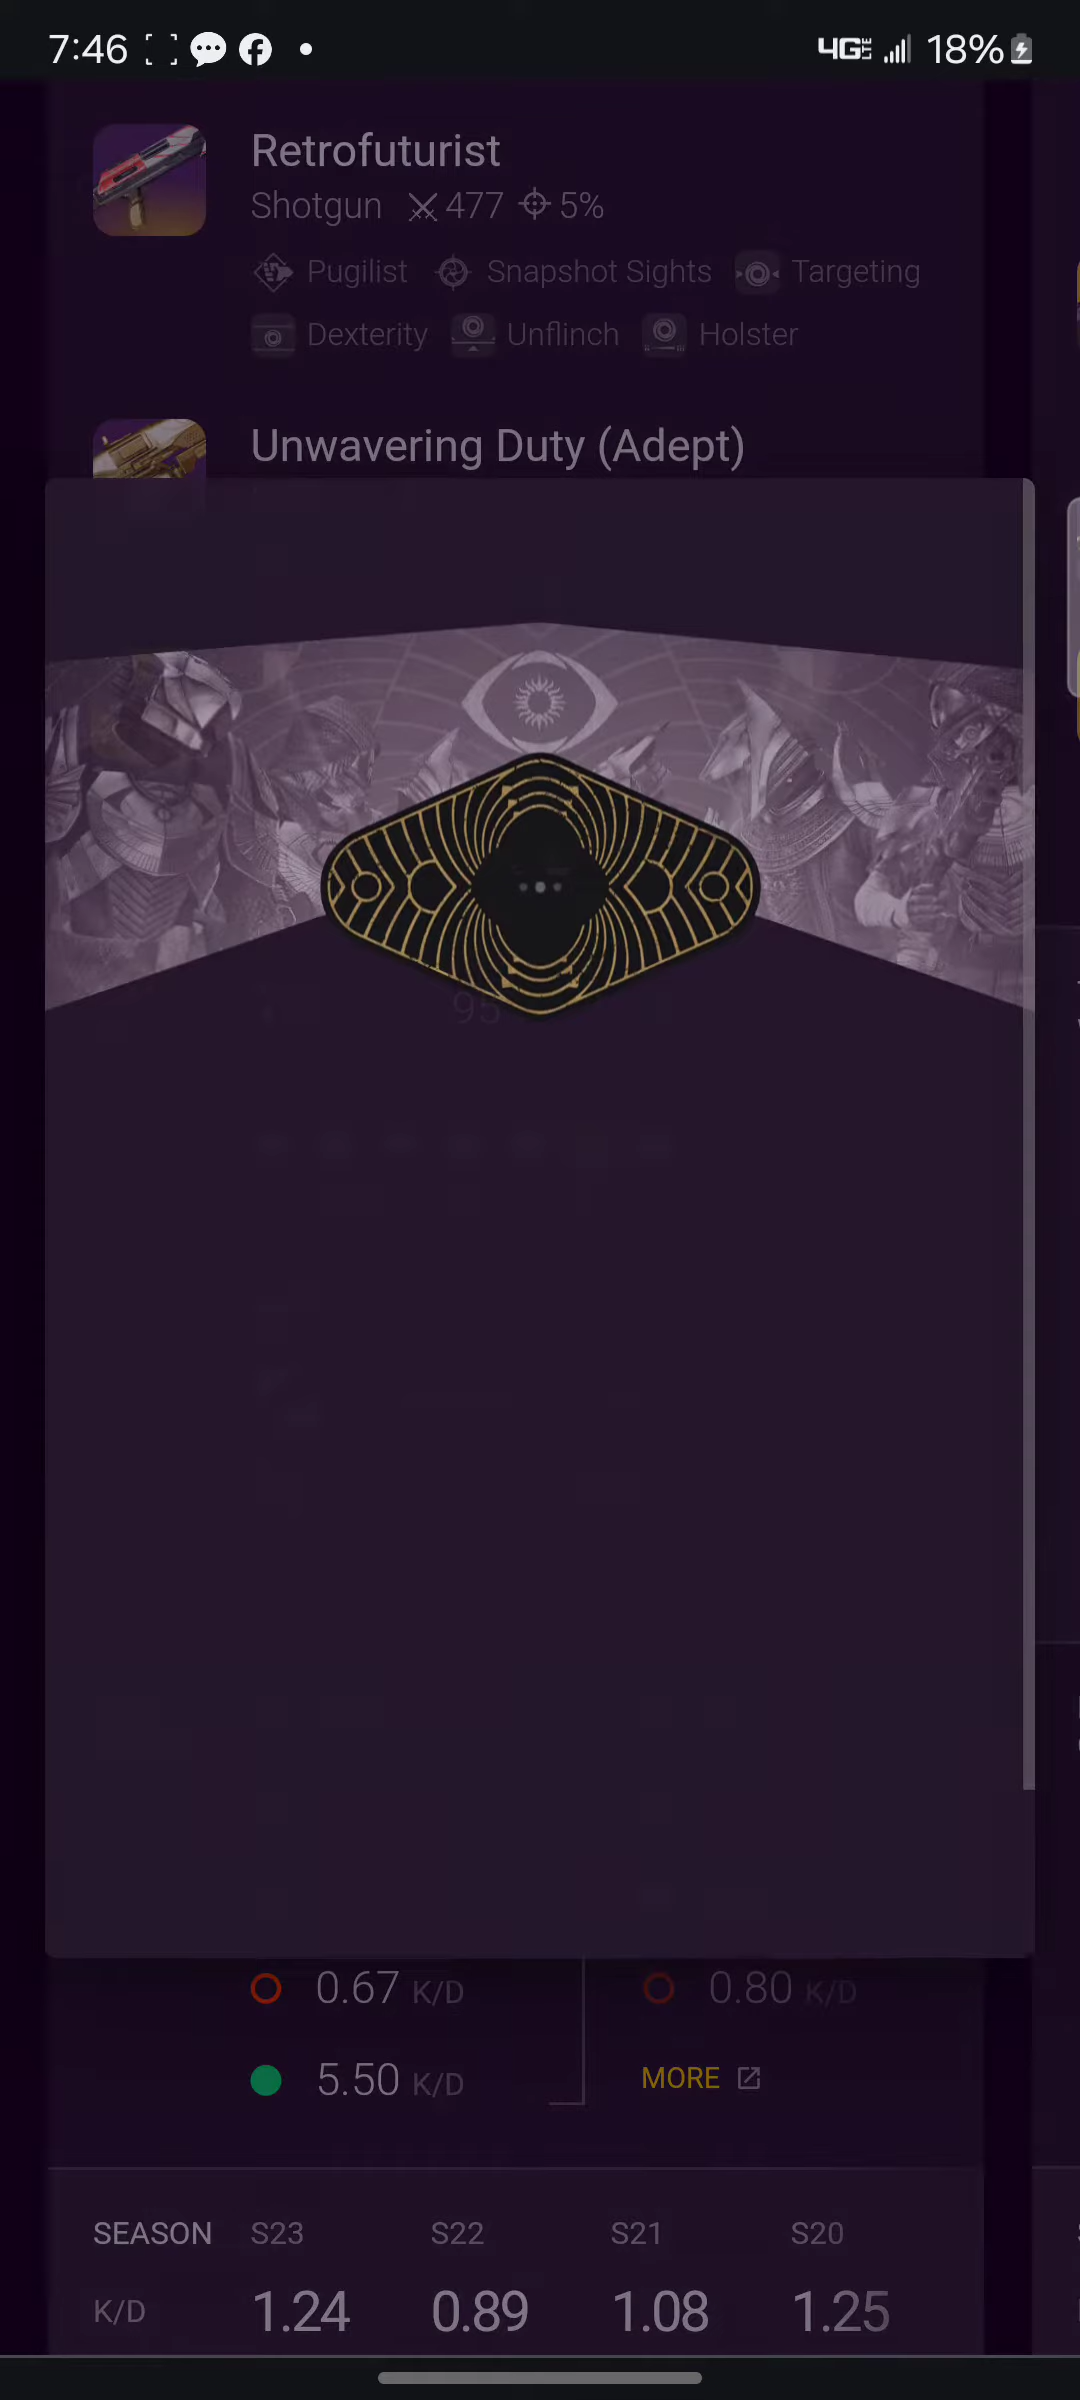 7:46 4G LTE 18%
Retrofuturist
Shotgun 477 5%
Pugilist Snapshot Sights Targeting
Dexterity Unflinch Holster
Unwavering Duty (Adept)
95
0.67 K/D 0.80 K/D
5.50 K/D MORE
SEASON S23 S22 S21 S20
K/D 1.24 0.89 1.08 1.25